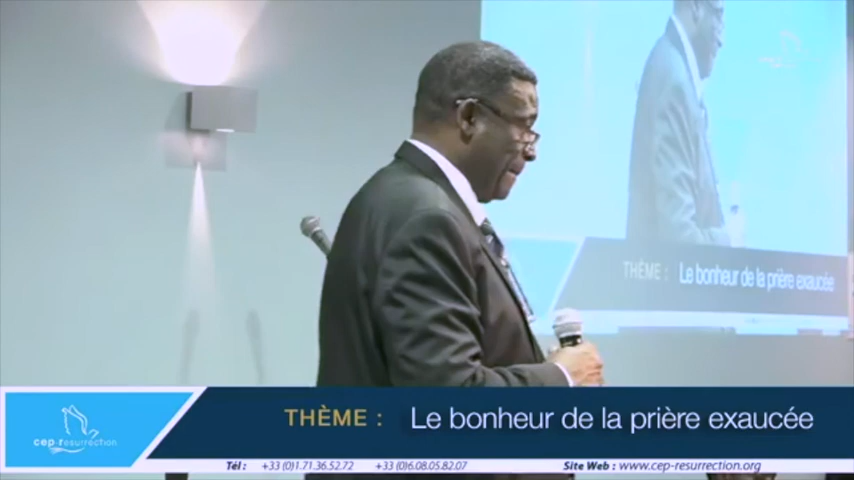 THÈME : Le bonheur de la prière exaucée
THÈME : Le bonheur de la prière exaucée
cep-résurrection
Tél : +33 (0)1.71.36.52.72 +33 (0)6.08.05.82.07 Site Web : www.cep-resurrection.org